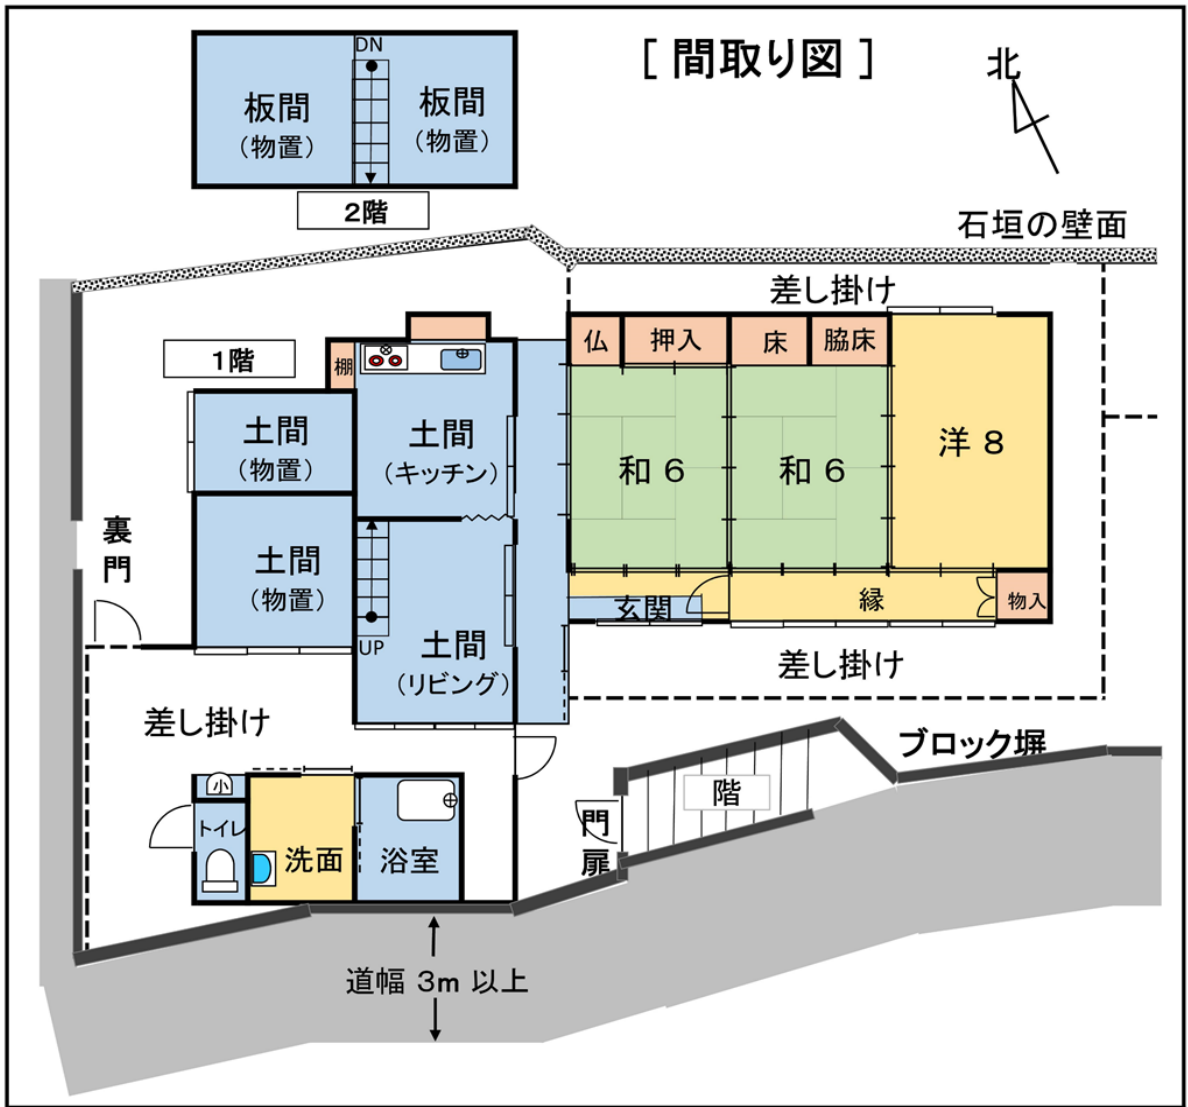 [ 間取り図 ]
北
DN
板間
(物置)
板間
(物置)
2階
石垣の壁面
差し掛け
1階
棚
仏
押入
床
脇床
土間
(物置)
土間
(キッチン)
和 6
和 6
洋 8
裏門
土間
(物置)
UP
土間
(リビング)
玄関
縁
物入
差し掛け
差し掛け
ブロック塀
小
トイレ
洗面
浴室
門扉
階
道幅 3m 以上